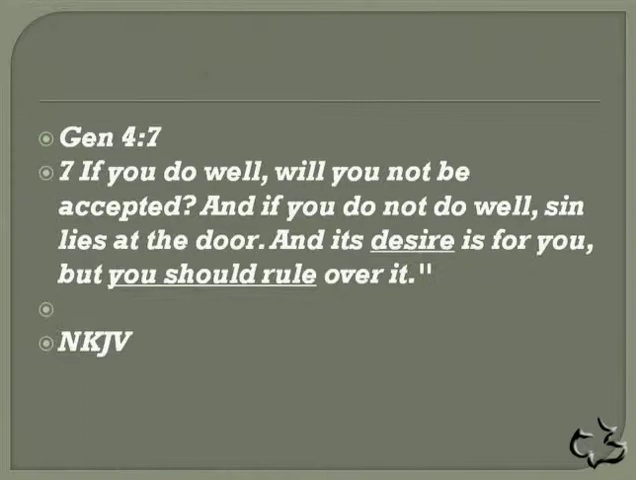 Gen 4:7
7 If you do well, will you not be
accepted? And if you do not do well, sin
lies at the door. And its desire is for you,
but you should rule over it."
NKJV